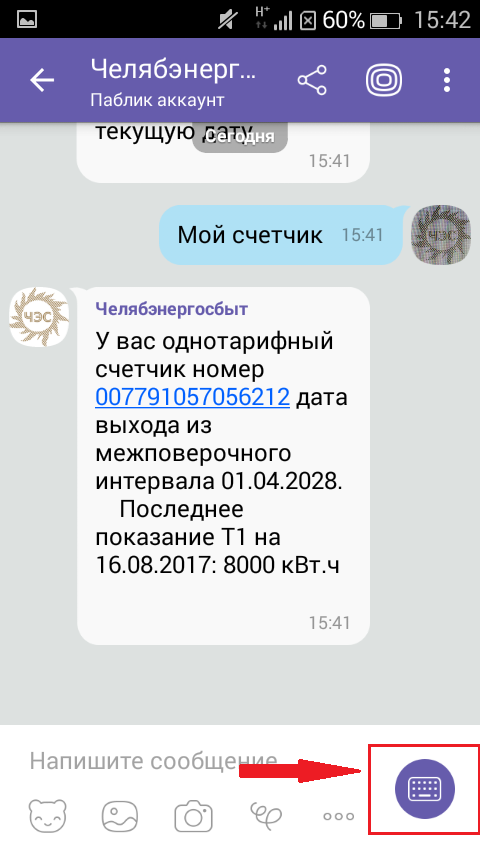 H+ 60% 15:42
Челябэнерг...
Паблик аккаунт
текущую дату
Сегодня
15:41
Мой счетчик 15:41
ЧЭС
ЧЭС
Челябэнергосбыт
У вас однотарифный
счетчик номер
007791057056212 дата
выхода из
межповерочного
интервала 01.04.2028.
Последнее
показание Т1 на
16.08.2017: 8000 кВт.ч
15:41
Напишите сообщение